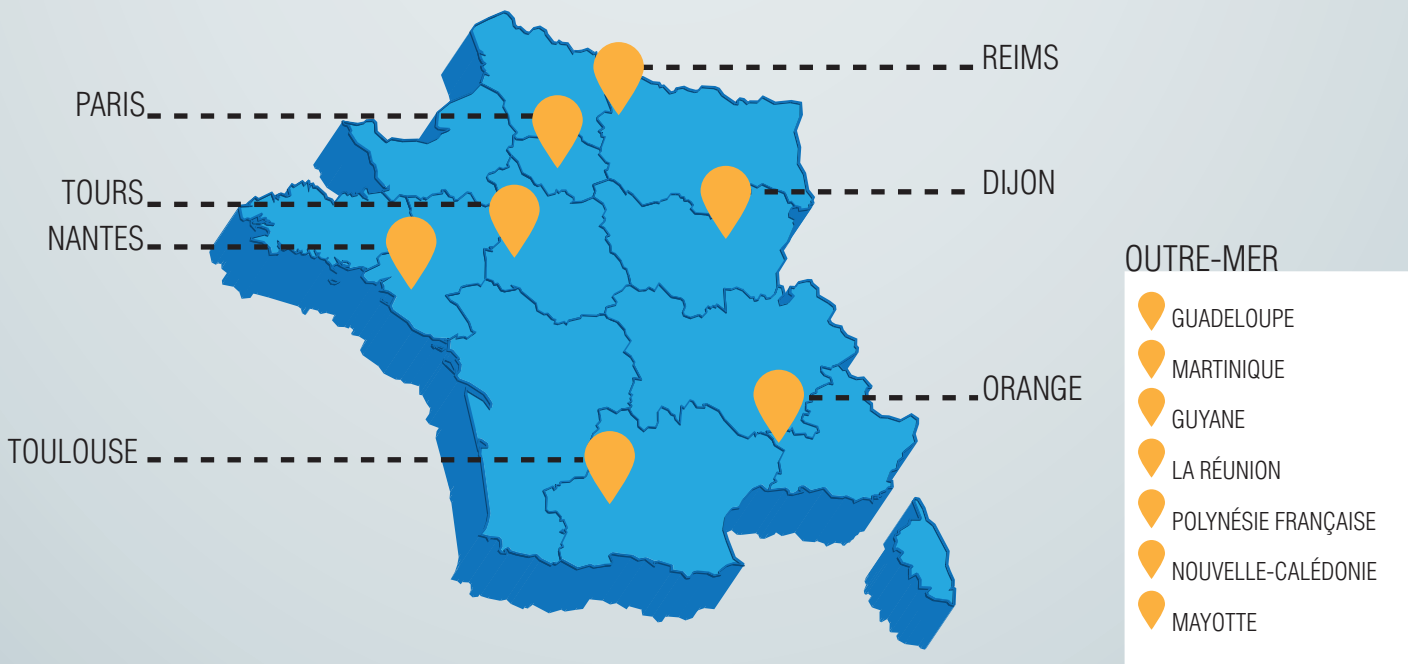 REIMS
PARIS
TOURS
DIJON
NANTES
ORANGE
TOULOUSE
OUTRE-MER
GUADELOUPE
MARTINIQUE
GUYANE
LA RÉUNION
POLYNÉSIE FRANÇAISE
NOUVELLE-CALÉDONIE
MAYOTTE